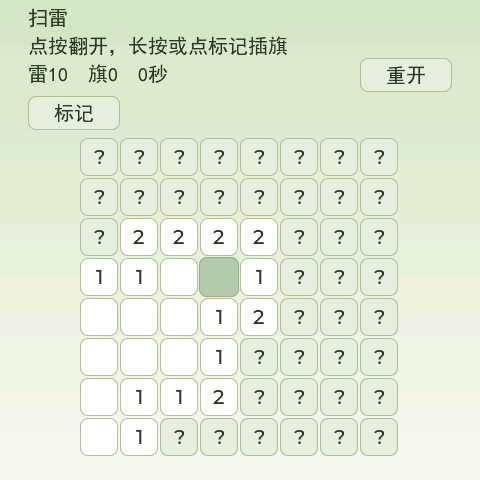 扫雷
点按翻开，长按或点标记插旗
雷10 旗0 0秒
重开
标记
? ? ? ? ? ? ? ?
? ? ? ? ? ? ? ?
? 2 2 2 2 ? ? ?
1 1 1 ? ? ?
1 2 ? ? ?
1 ? ? ? ?
1 1 2 ? ? ? ?
1 ? ? ? ? ? ?